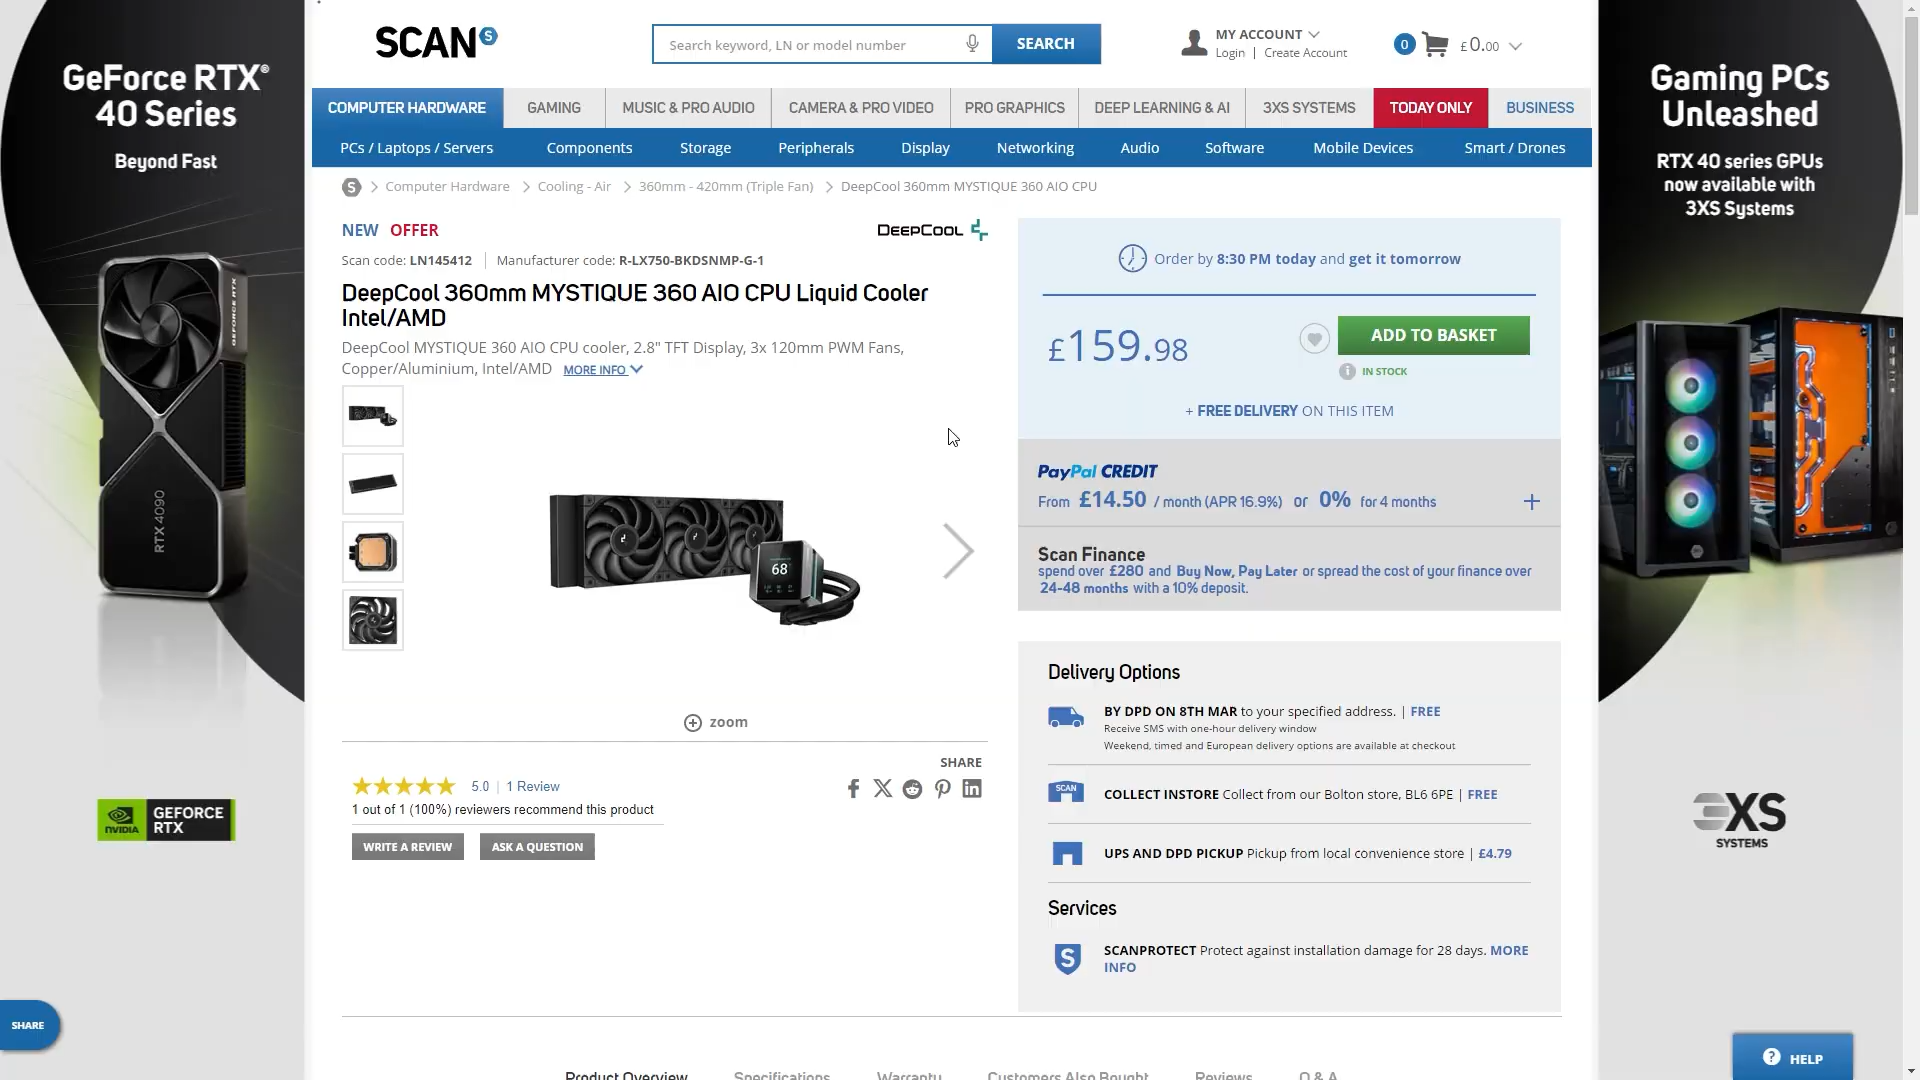 GeForce RTX®
40 Series
Beyond Fast
RTX 4090
GEFORCE RTX
NVIDIA
GEFORCE
RTX
SHARE
SCAN S
Search keyword, LN or model number
SEARCH
MY ACCOUNT
Login | Create Account
0
£0.00
COMPUTER HARDWARE GAMING MUSIC & PRO AUDIO CAMERA & PRO VIDEO PRO GRAPHICS DEEP LEARNING & AI 3XS SYSTEMS TODAY ONLY BUSINESS
PCs / Laptops / Servers Components Storage Peripherals Display Networking Audio Software Mobile Devices Smart / Drones
S Computer Hardware Cooling - Air 360mm - 420mm (Triple Fan) DeepCool 360mm MYSTIQUE 360 AIO CPU
NEW OFFER
DEEPCOOL
Scan code: LN145412 Manufacturer code: R-LX750-BKDSNMP-G-1
DeepCool 360mm MYSTIQUE 360 AIO CPU Liquid Cooler
Intel/AMD
DeepCool MYSTIQUE 360 AIO CPU cooler, 2.8" TFT Display, 3x 120mm PWM Fans,
Copper/Aluminium, Intel/AMD MORE INFO
68
zoom
SHARE
5.0 | 1 Review
1 out of 1 (100%) reviewers recommend this product
WRITE A REVIEW
ASK A QUESTION
Order by 8:30 PM today and get it tomorrow
£159.98
ADD TO BASKET
i IN STOCK
+ FREE DELIVERY ON THIS ITEM
PayPal CREDIT
From £14.50 / month (APR 16.9%) or 0% for 4 months +
Scan Finance
spend over £280 and Buy Now, Pay Later or spread the cost of your finance over
24-48 months with a 10% deposit.
Delivery Options
BY DPD ON 8TH MAR to your specified address. | FREE
Receive SMS with one-hour delivery window
Weekend, timed and European delivery options are available at checkout
SCAN
COLLECT INSTORE Collect from our Bolton store, BL6 6PE | FREE
UPS AND DPD PICKUP Pickup from local convenience store | £4.79
Services
S
SCANPROTECT Protect against installation damage for 28 days. MORE
INFO
Product Overview Specifications Warranty Customers Also Bought Reviews Q & A
Gaming PCs
Unleashed
RTX 40 series GPUs
now available with
3XS Systems
3XS
SYSTEMS
? HELP